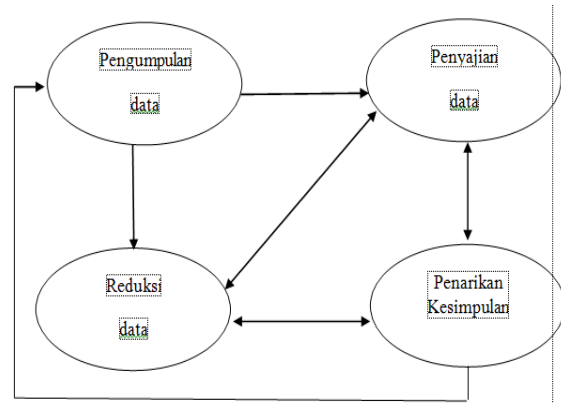 Pengumpulan
data
Penyajian
data
Reduksi
data
Penarikan
Kesimpulan